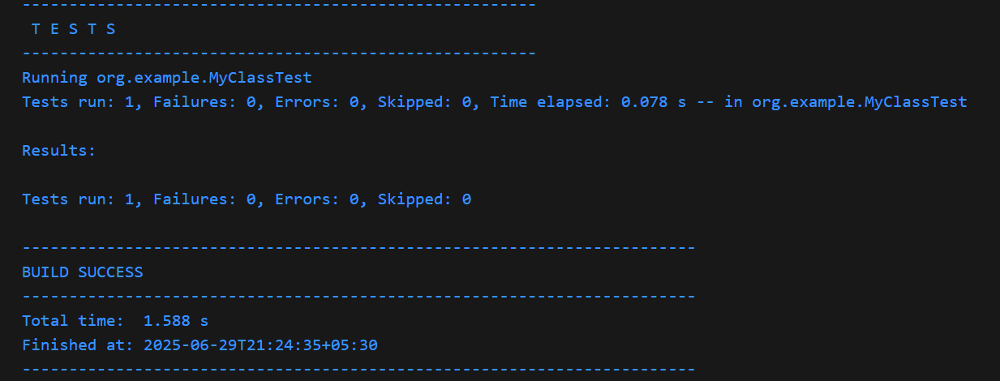 -------------------------------------------------------
 T E S T S
-------------------------------------------------------
Running org.example.MyClassTest
Tests run: 1, Failures: 0, Errors: 0, Skipped: 0, Time elapsed: 0.078 s -- in org.example.MyClassTest

Results:

Tests run: 1, Failures: 0, Errors: 0, Skipped: 0

------------------------------------------------------------------------
BUILD SUCCESS
------------------------------------------------------------------------
Total time:  1.588 s
Finished at: 2025-06-29T21:24:35+05:30
------------------------------------------------------------------------